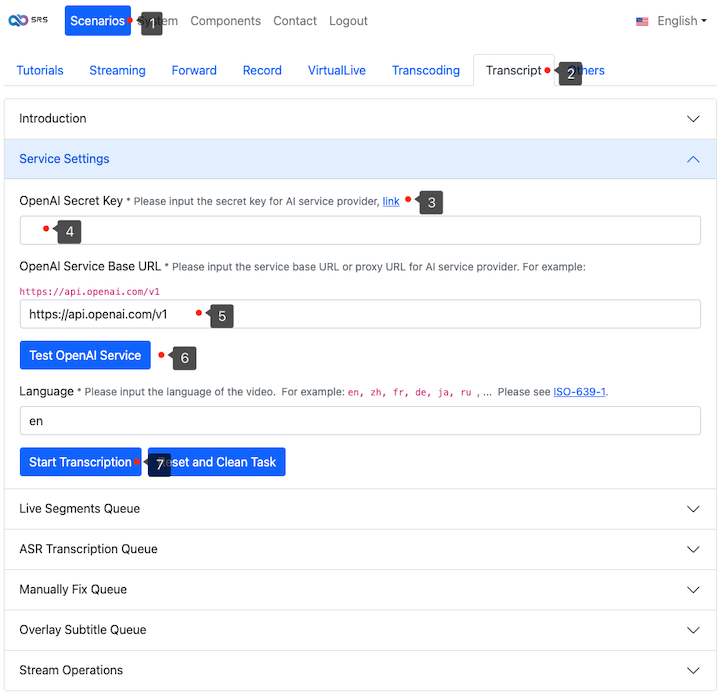 SRS Scenarios 1 System Components Contact Logout English
Tutorials Streaming Forward Record VirtualLive Transcoding Transcript 2 Others
Introduction
Service Settings
OpenAI Secret Key * Please input the secret key for AI service provider, link 3
4
OpenAI Service Base URL * Please input the service base URL or proxy URL for AI service provider. For example:
https://api.openai.com/v1
https://api.openai.com/v1 5
Test OpenAI Service 6
Language * Please input the language of the video. For example: en, zh, fr, de, ja, ru , ... Please see ISO-639-1.
en
Start Transcription 7 Reset and Clean Task
Live Segments Queue
ASR Transcription Queue
Manually Fix Queue
Overlay Subtitle Queue
Stream Operations